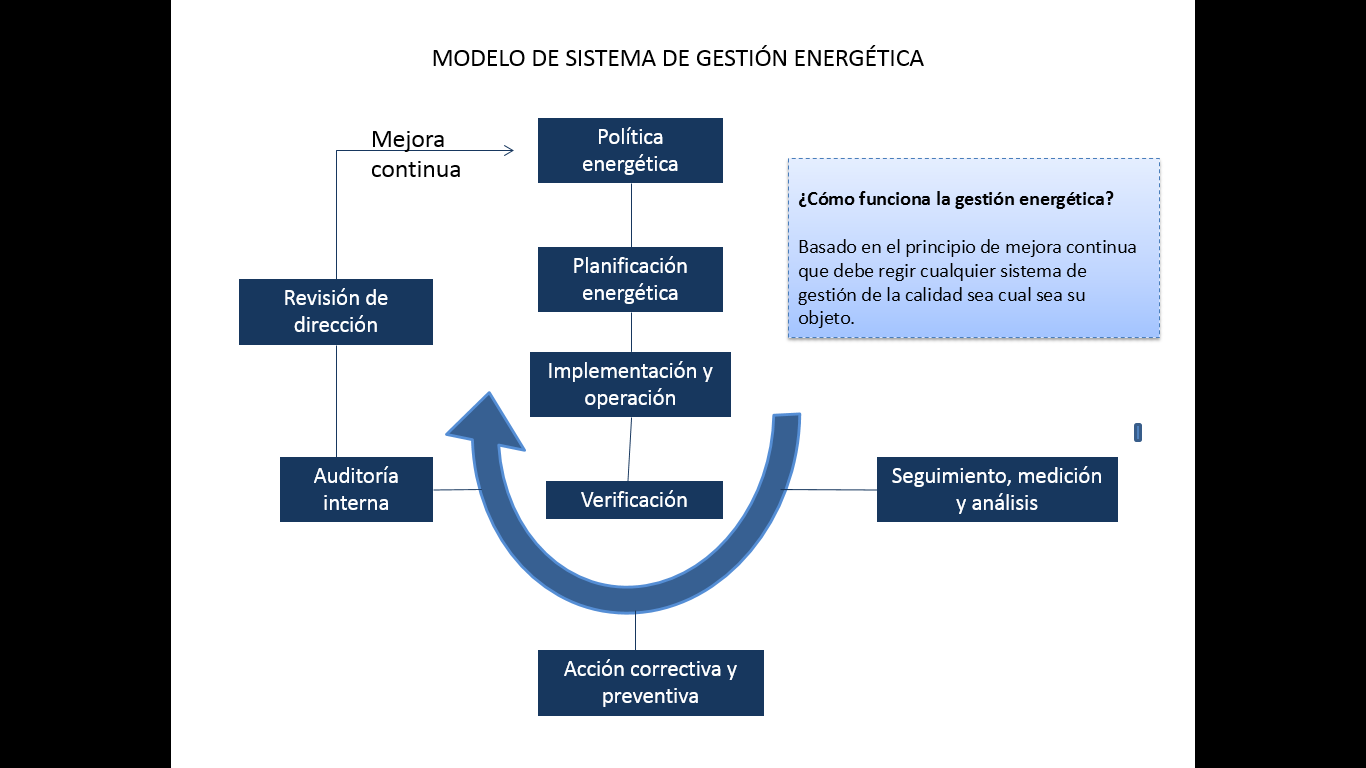 MODELO DE SISTEMA DE GESTIÓN ENERGÉTICA
Mejora
continua
Política
energética
¿Cómo funciona la gestión energética?
Basado en el principio de mejora continua
que debe regir cualquier sistema de
gestión de la calidad sea cual sea su
objeto.
Planificación
energética
Revisión de
dirección
Implementación y
operación
Auditoría
interna
Verificación
Seguimiento, medición
y análisis
Acción correctiva y
preventiva